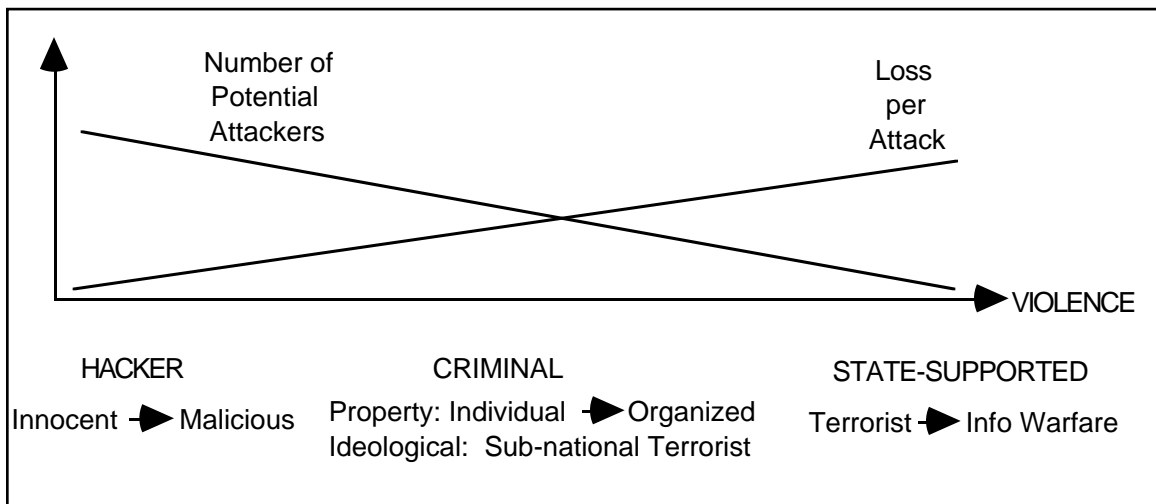 Number of
Potential
Attackers
Loss
per
Attack
VIOLENCE
HACKER
Innocent Malicious
CRIMINAL
Property: Individual Organized
Ideological: Sub-national Terrorist
STATE-SUPPORTED
Terrorist Info Warfare